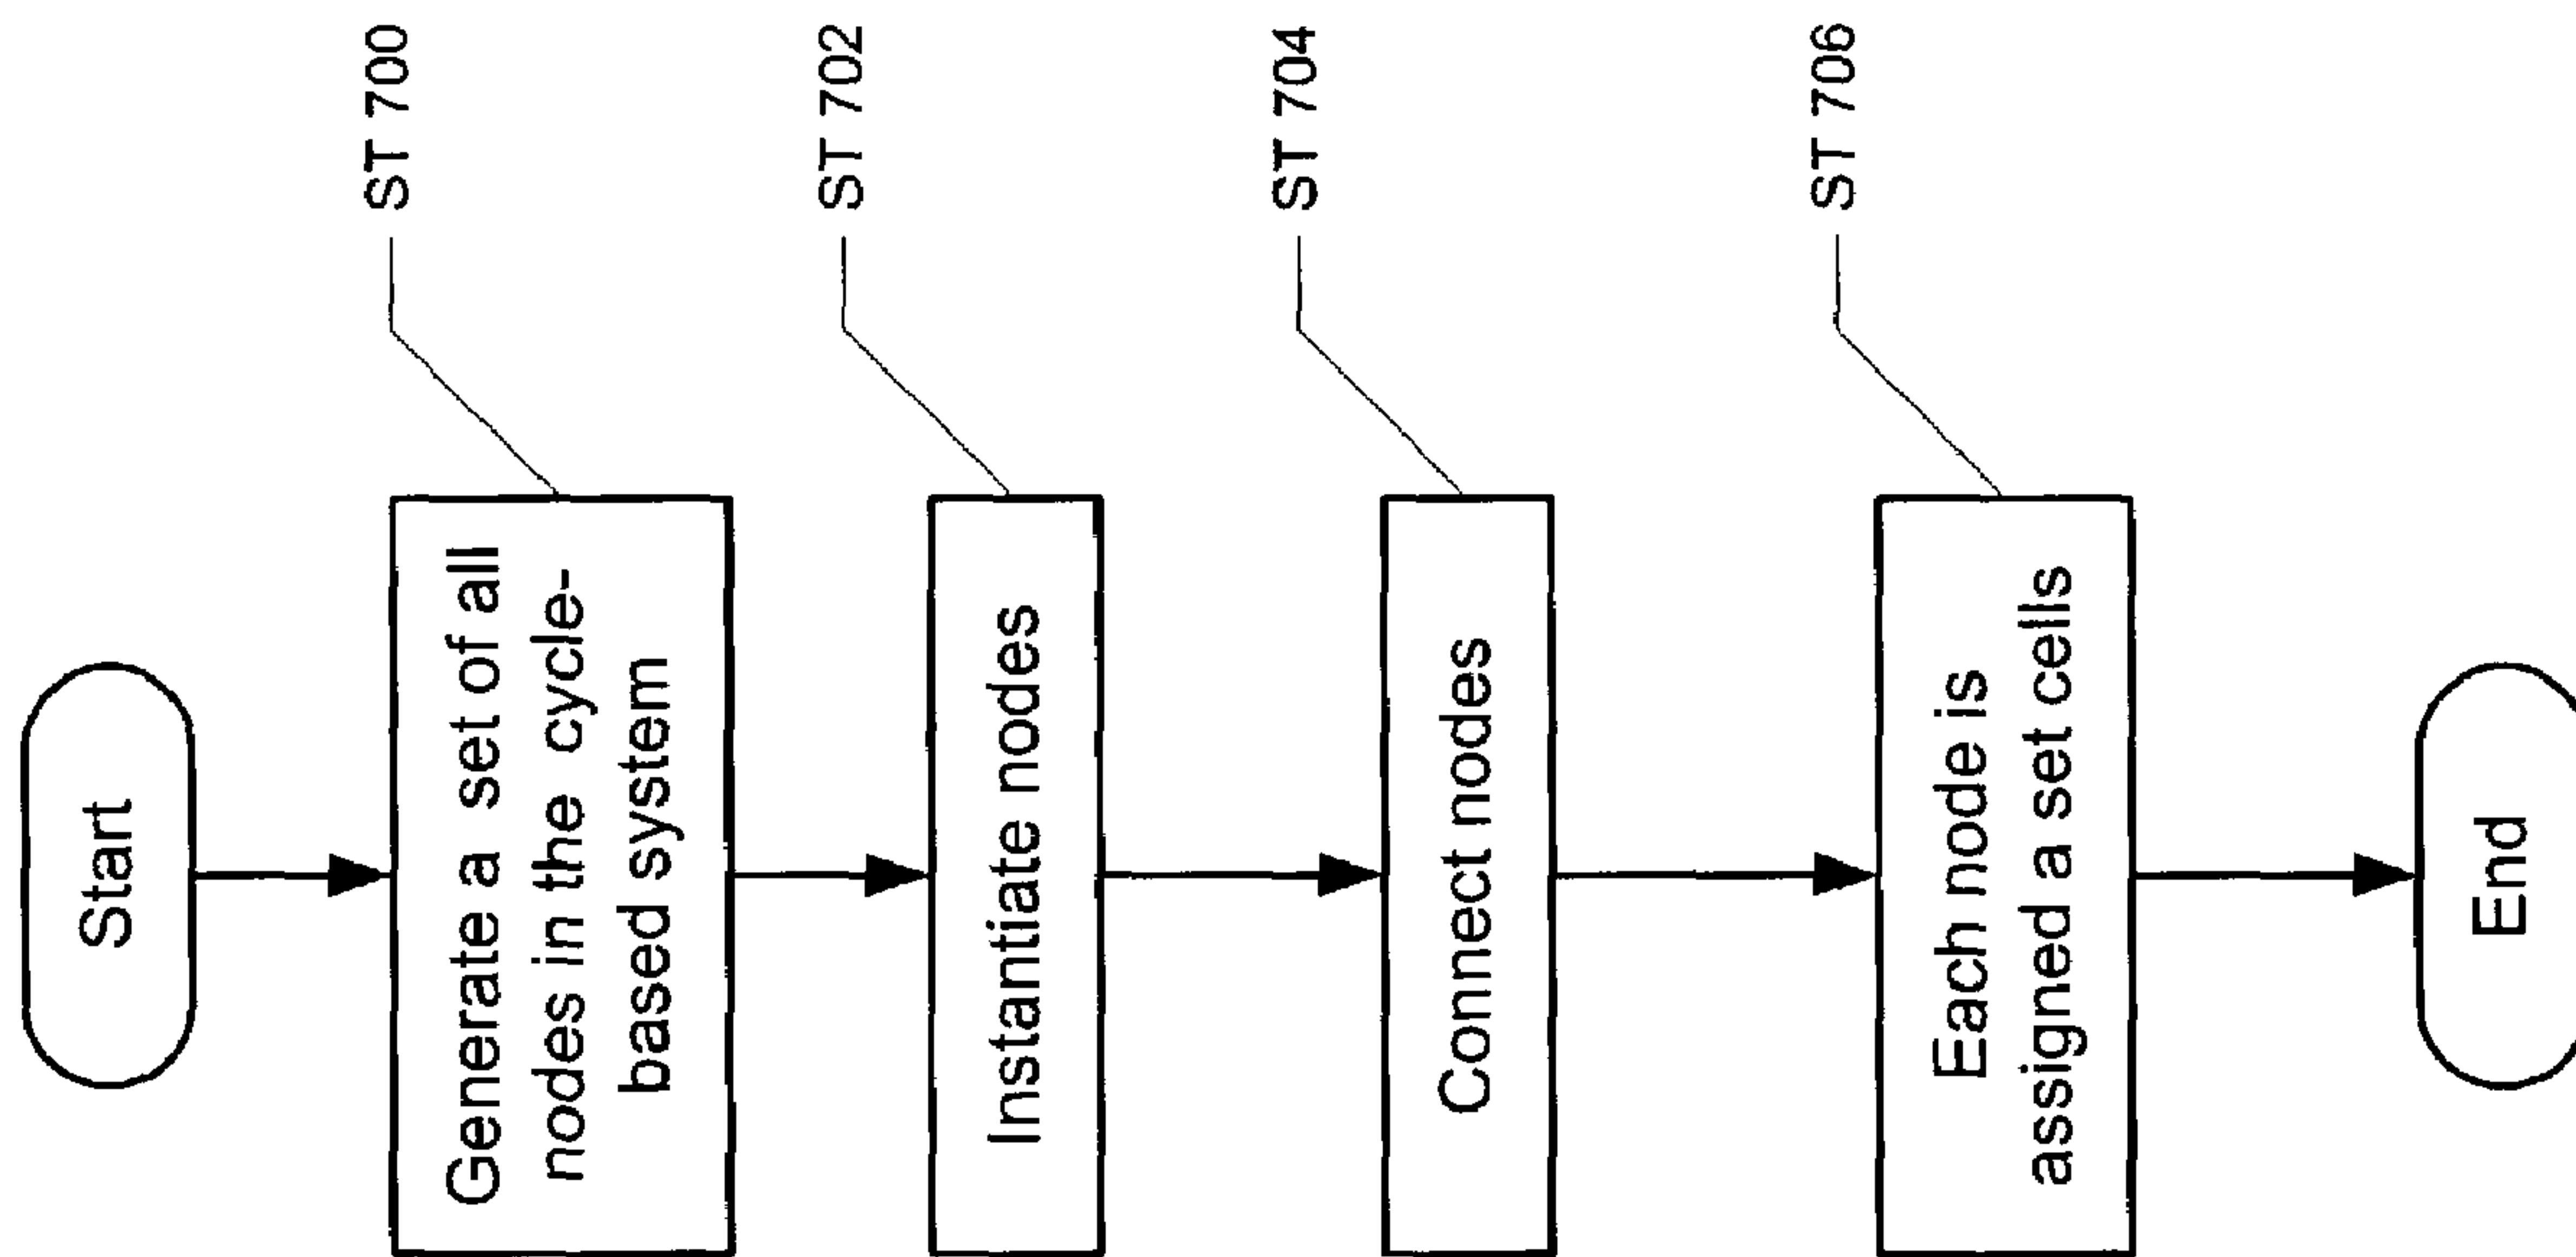 Start
ST 700
Generate a set of all
nodes in the cycle-
based system
ST 702
Instantiate nodes
ST 704
Connect nodes
ST 706
Each node is
assigned a set cells
End